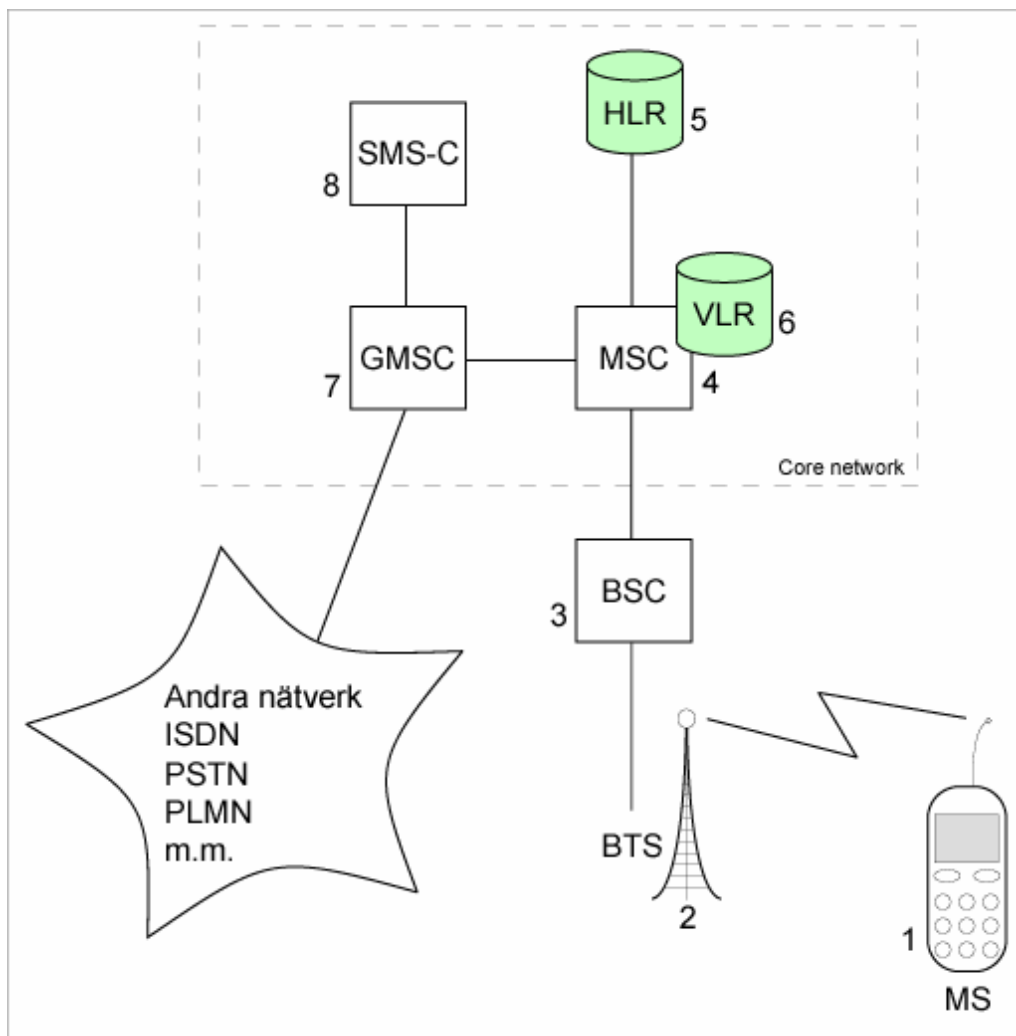 HLR
5
SMS-C
8
VLR
6
GMSC
7
MSC
4
Core network
BSC
3
Andra nätverk
ISDN
PSTN
PLMN
m.m.
BTS
2
1
MS